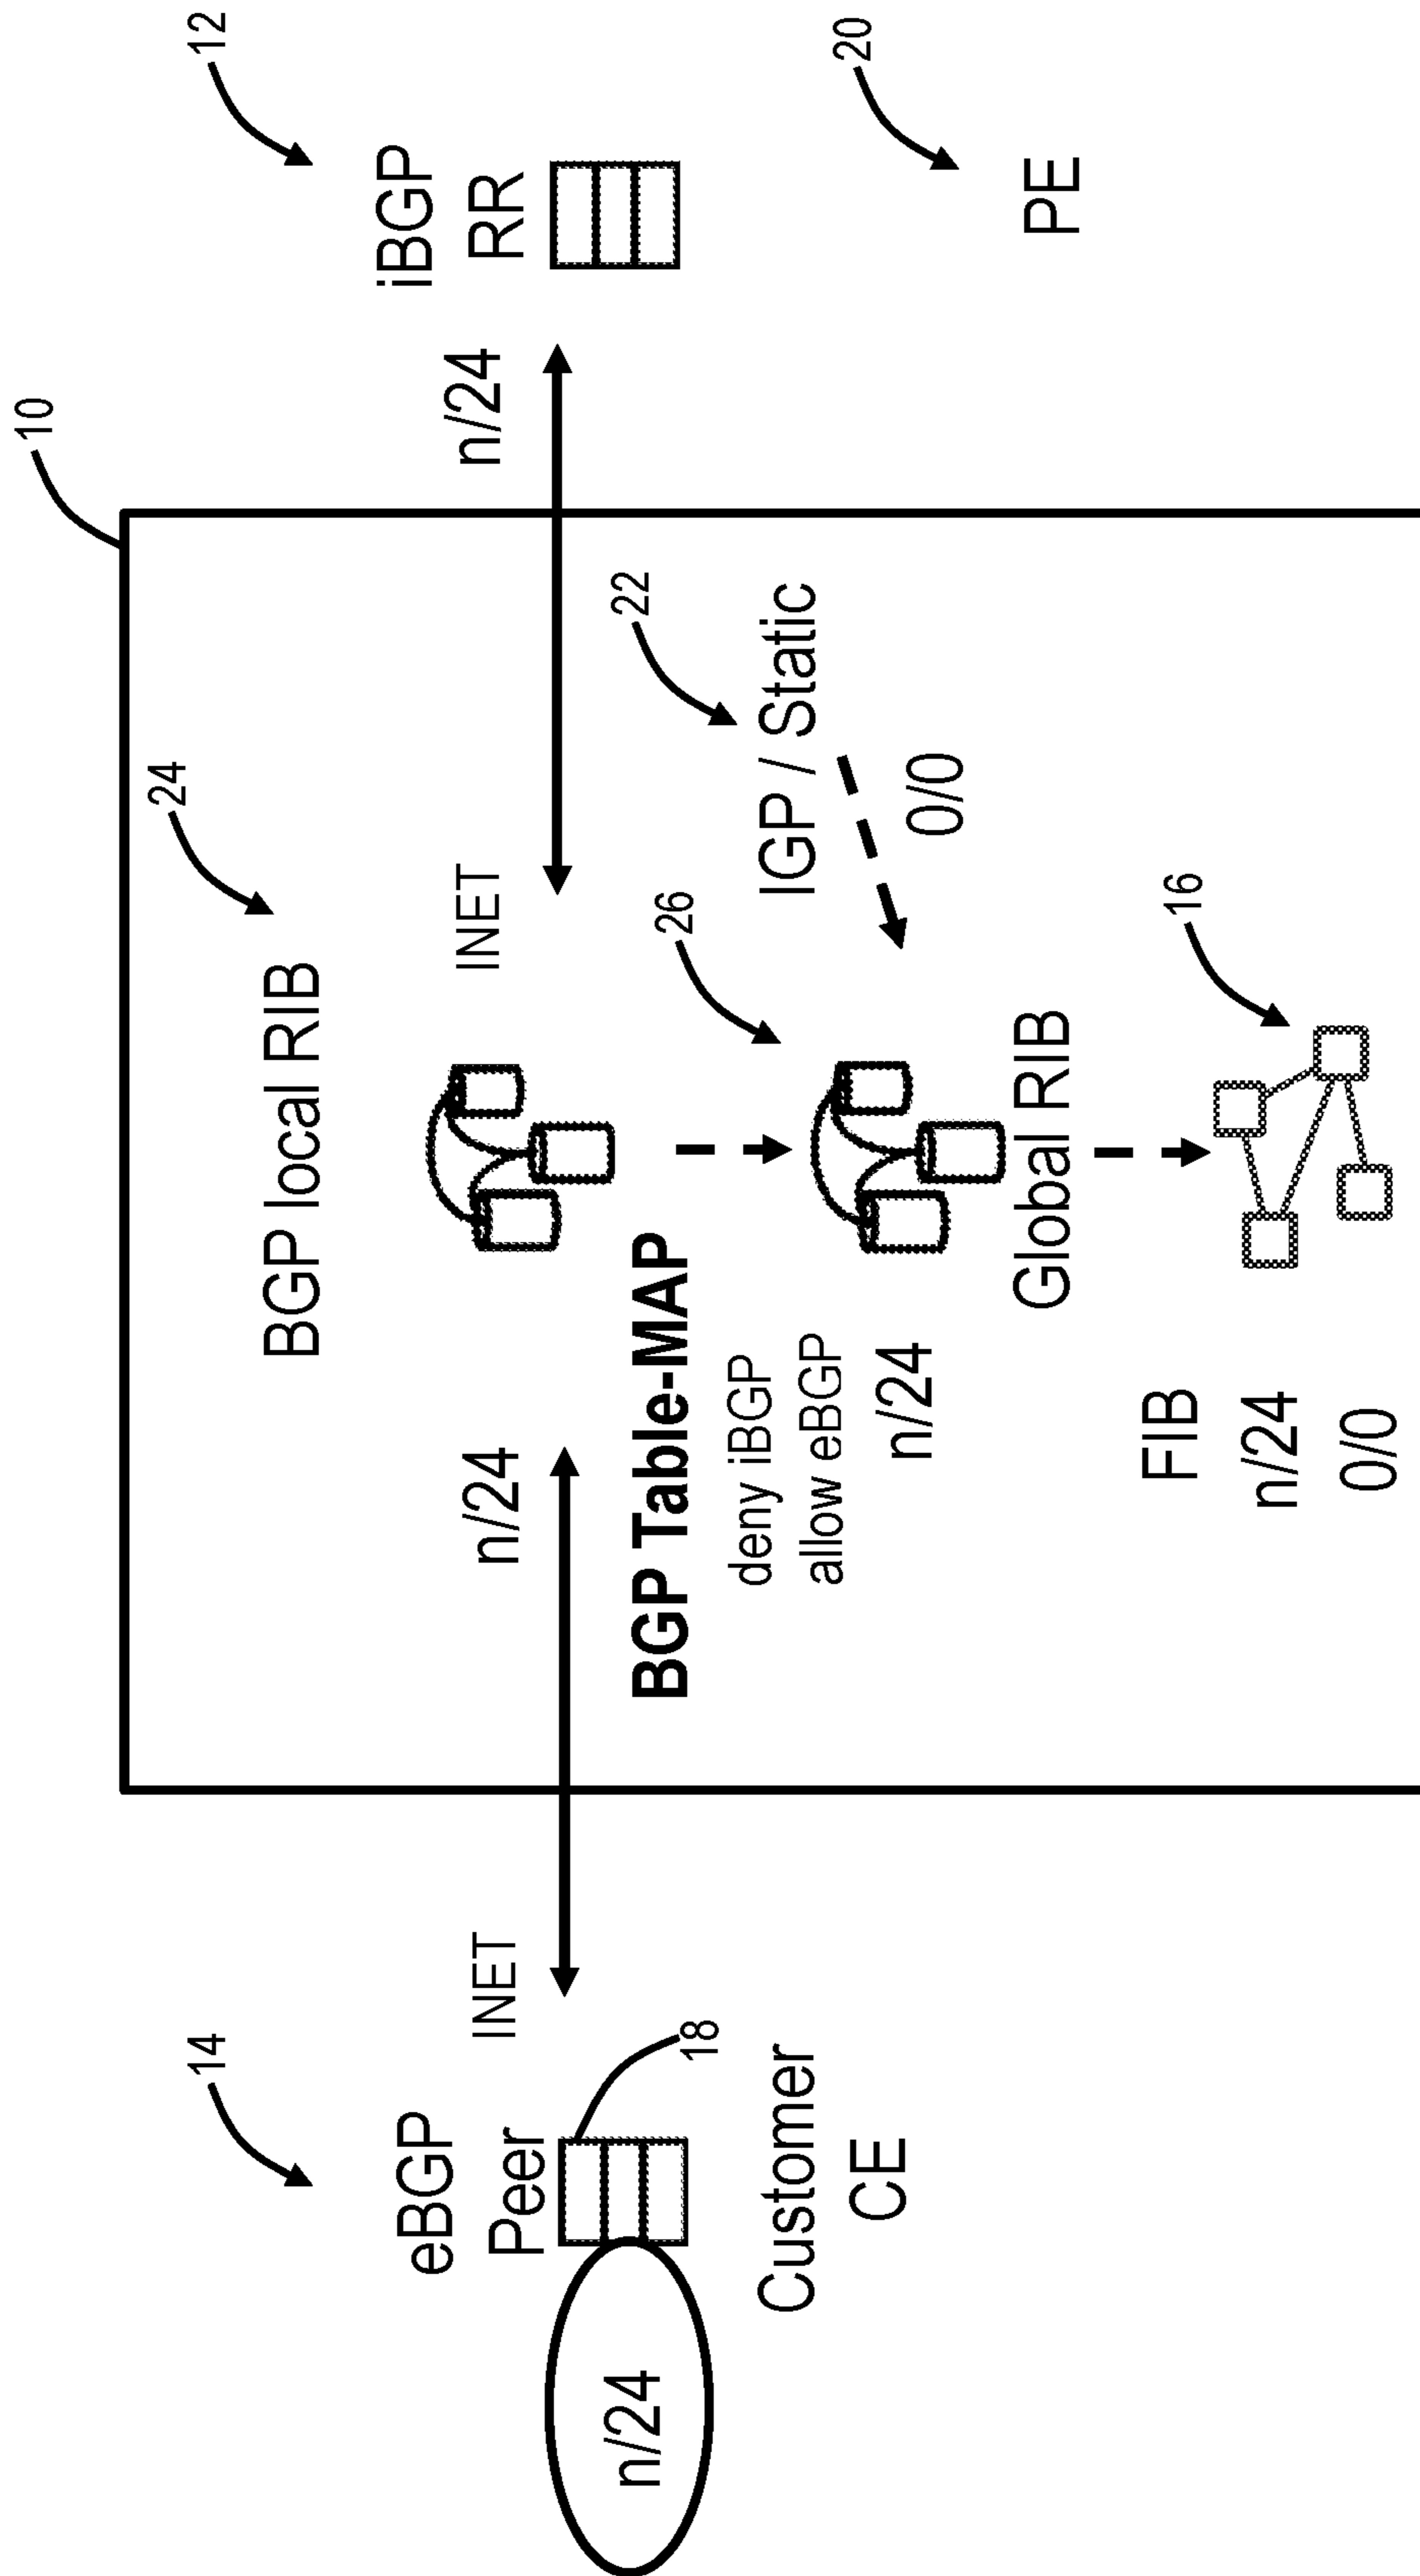 10
14
24
12
eBGP
Peer
BGP local RIB
iBGP
RR
INET
n/24
INET
n/24
n/24
18
BGP Table-MAP
deny iBGP
allow eBGP
n/24
26
22
IGP / Static
0/0
20
PE
Customer
CE
Global RIB
16
FIB
n/24
0/0